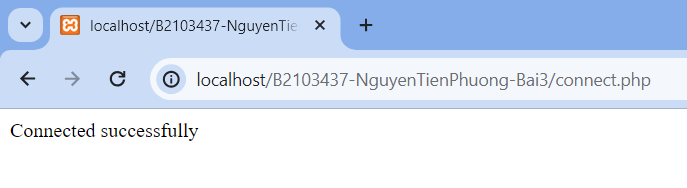 localhost/B2103437-NguyenTie
localhost/B2103437-NguyenTienPhuong-Bai3/connect.php
Connected successfully